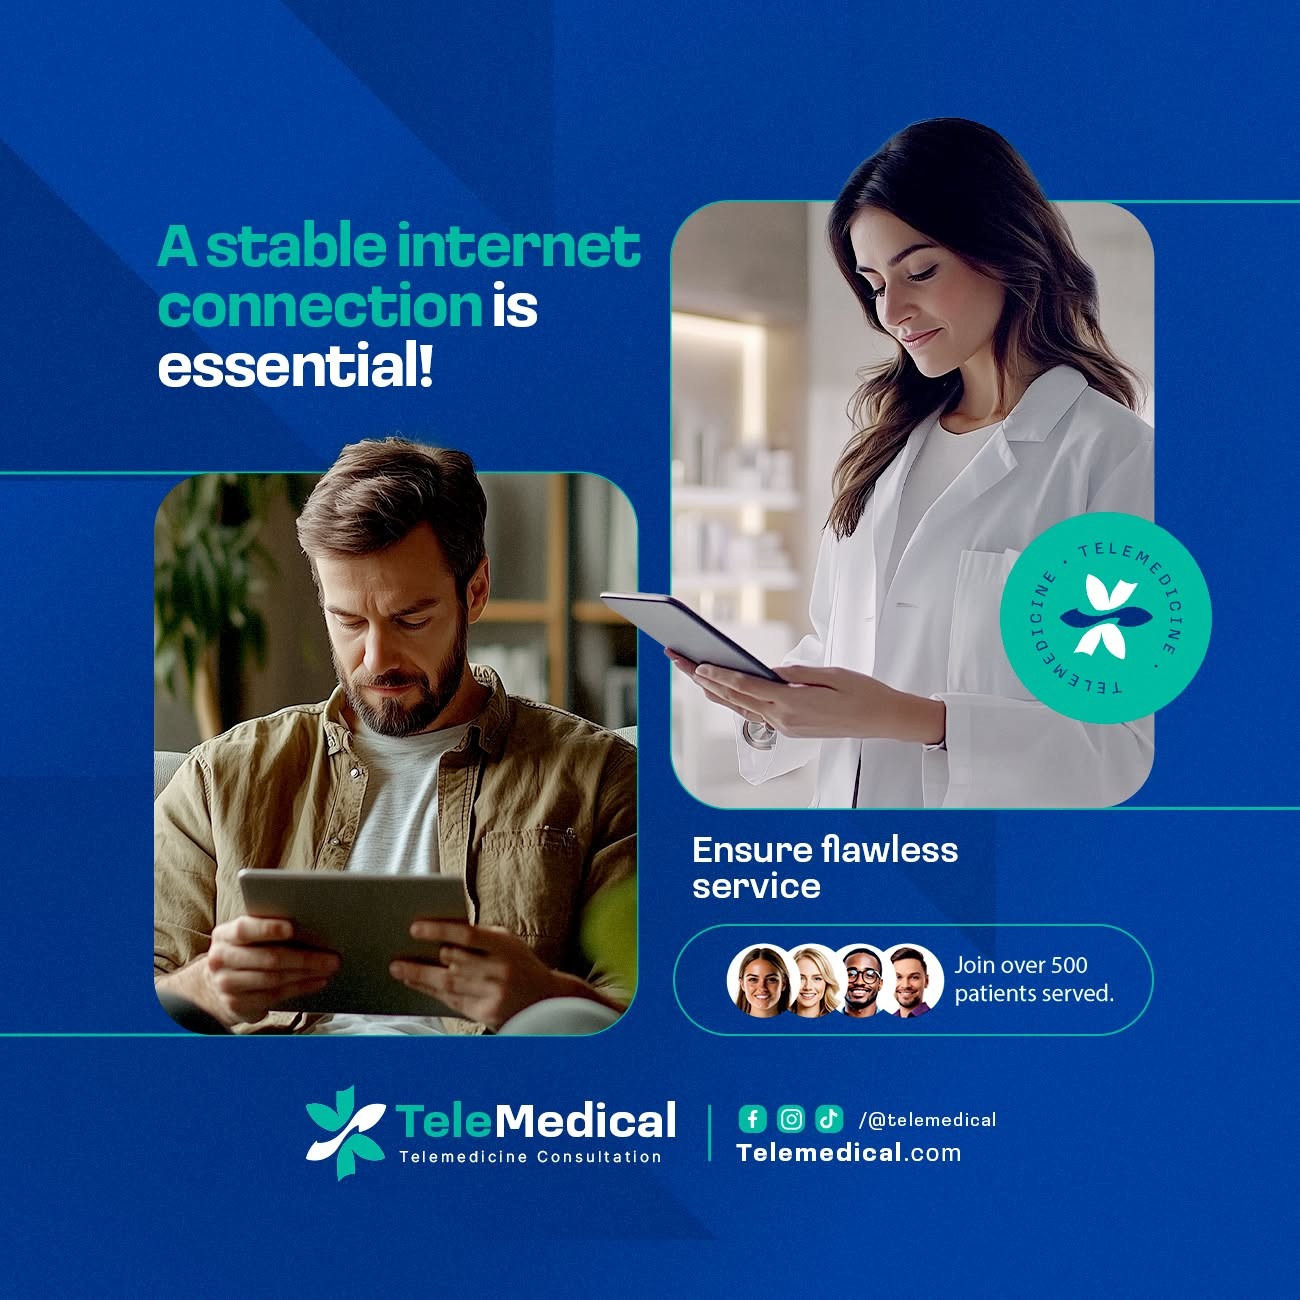 A stable internet
connection is
essential!
TELEMEDICINE · TELEMEDICINE · TELEMEDICINE
Ensure flawless
service
Join over 500
patients served.
TeleMedical
Telemedicine Consultation
/@telemedical
Telemedical.com